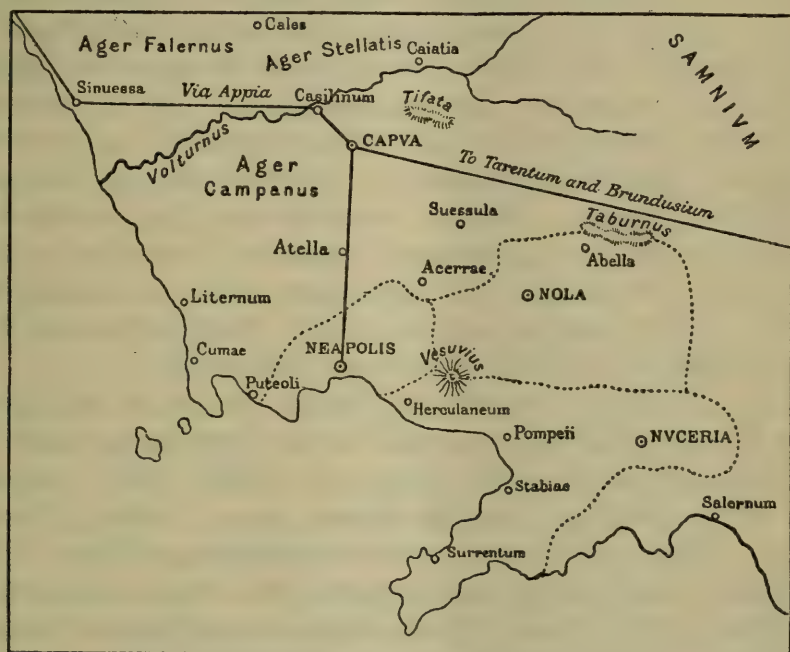 Cales
Ager Falernus
Ager Stellatis
Caiatia
SAMNIVM
Sinuessa
Via Appia
Casilinum
Tifata
Volturnus
CAPVA
Ager
Campanus
To Tarentum and Brundusium
Suessula
Taburnus
Atella
Abella
Acerrae
NOLA
Liternum
NEAPOLIS
Vesuvius
Cumae
Puteoli
Herculaneum
Pompeii
NVCERIA
Stabiae
Salernum
Surrentum